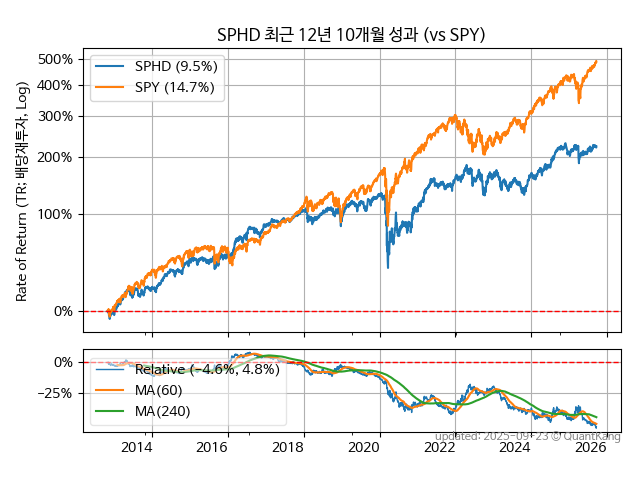 SPHD 최근 12년 10개월 성과 (vs SPY)
Rate of Return (TR: 배당재투자, Log)
500%
400%
300%
200%
100%
0%
SPHD (9.5%)
SPY (14.7%)
0%
−25%
Relative (−4.6%, 4.8%)
MA(60)
MA(240)
updated: 2025-09-23 © QuantKang
2014 2016 2018 2020 2022 2024 2026